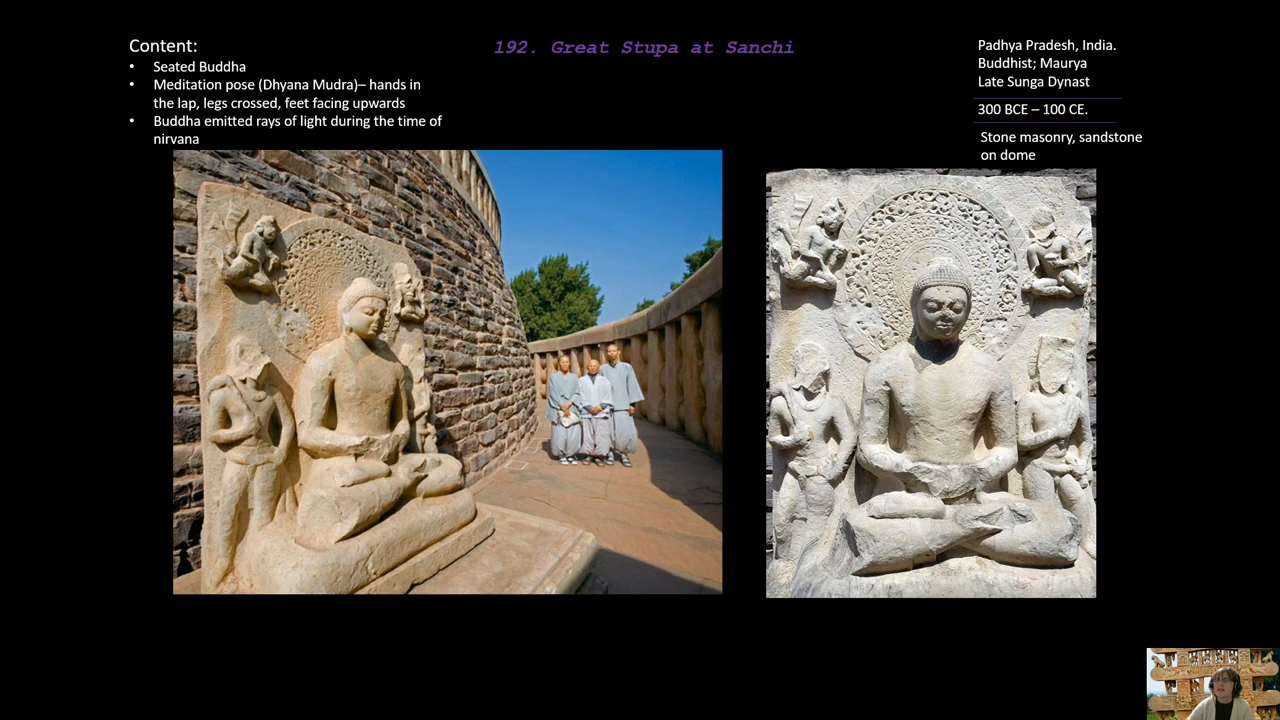 Content:
192. Great Stupa at Sanchi
• Seated Buddha
• Meditation pose (Dhyana Mudra)– hands in
the lap, legs crossed, feet facing upwards
• Buddha emitted rays of light during the time of
nirvana
Padhya Pradesh, India.
Buddhist; Maurya
Late Sunga Dynast
300 BCE – 100 CE.
Stone masonry, sandstone
on dome